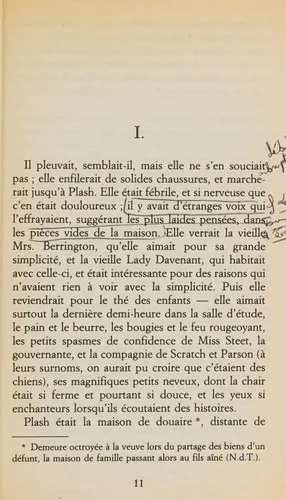 I.
Il pleuvait, semblait-il, mais elle ne s'en souciait
pas ; elle enfilerait de solides chaussures, et marche-
rait jusqu'à Plash. Elle était fébrile, et si nerveuse que
c'en était douloureux ; il y avait d'étranges voix qui
l'effrayaient, suggérant les plus laides pensées, dans
les pièces vides de la maison. Elle verrait la vieille
Mrs. Berrington, qu'elle aimait pour sa grande
simplicité, et la vieille Lady Davenant, qui habitait
avec celle-ci, et était intéressante pour des raisons qui
n'avaient rien à voir avec la simplicité. Puis elle
reviendrait pour le thé des enfants — elle aimait
surtout la dernière demi-heure dans la salle d'étude,
le pain et le beurre, les bougies et le feu rougeoyant,
les petits spasmes de confidence de Miss Steet, la
gouvernante, et la compagnie de Scratch et Parson (à
leurs surnoms, on aurait pu croire que c'étaient des
chiens), ses magnifiques petits neveux, dont la chair
était si ferme et pourtant si douce, et les yeux si
enchanteurs lorsqu'ils écoutaient des histoires.
Plash était la maison de douaire *, distante de
* Demeure octroyée à la veuve lors du partage des biens d'un
défunt, la maison de famille passant alors au fils aîné (N.d.T.).
11